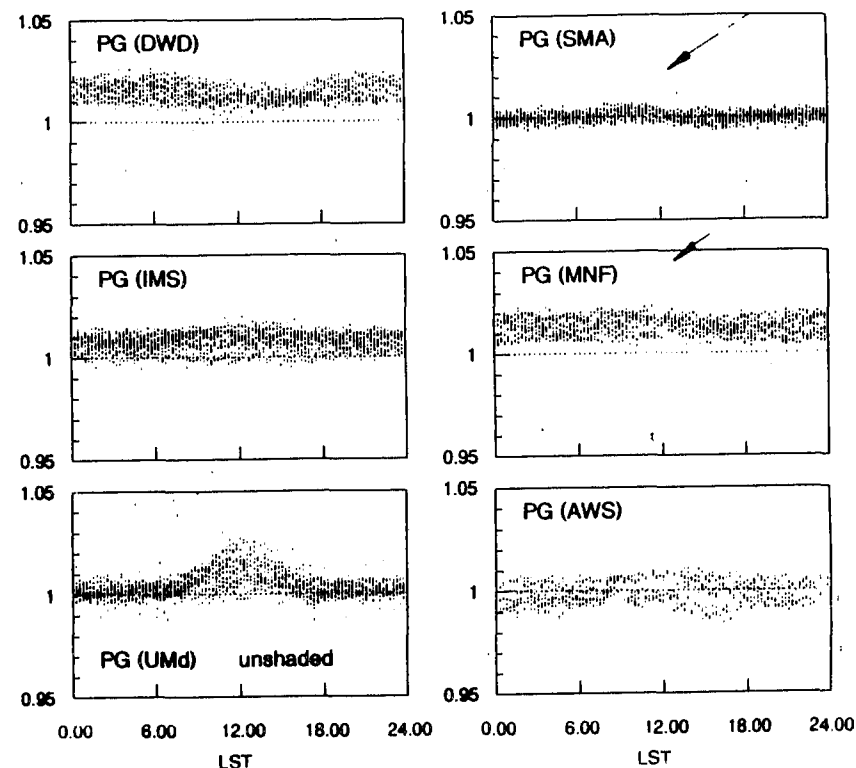 1.05
PG (DWD)
1
0.95
1.05
PG (SMA)
1
0.95
1.05
PG (IMS)
1
0.95
1.05
PG (MNF)
1
0.95
1.05
1
PG (UMd) unshaded
0.95
0.00 6.00 12.00 18.00 24.00
LST
1.05
PG (AWS)
1
0.95
0.00 6.00 12.00 18.00 24.00
LST